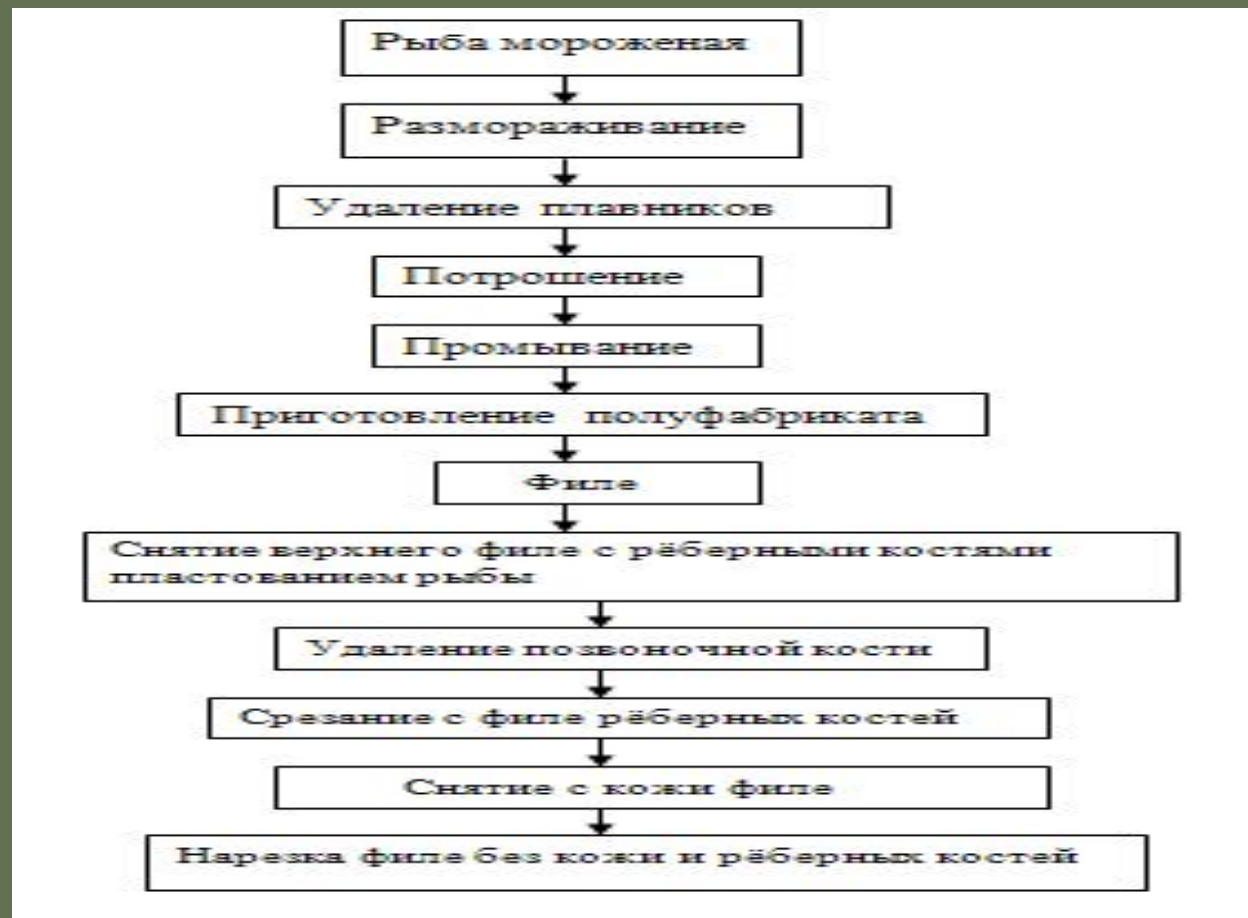 Рыба мороженая
Размораживание
Удаление плавников
Потрошение
Промывание
Приготовление полуфабриката
Филе
Снятие верхнего филе с рёберными костями
пластованием рыбы
Удаление позвоночной кости
Срезание с филе рёберных костей
Снятие с кожи филе
Нарезка филе без кожи и рёберных костей